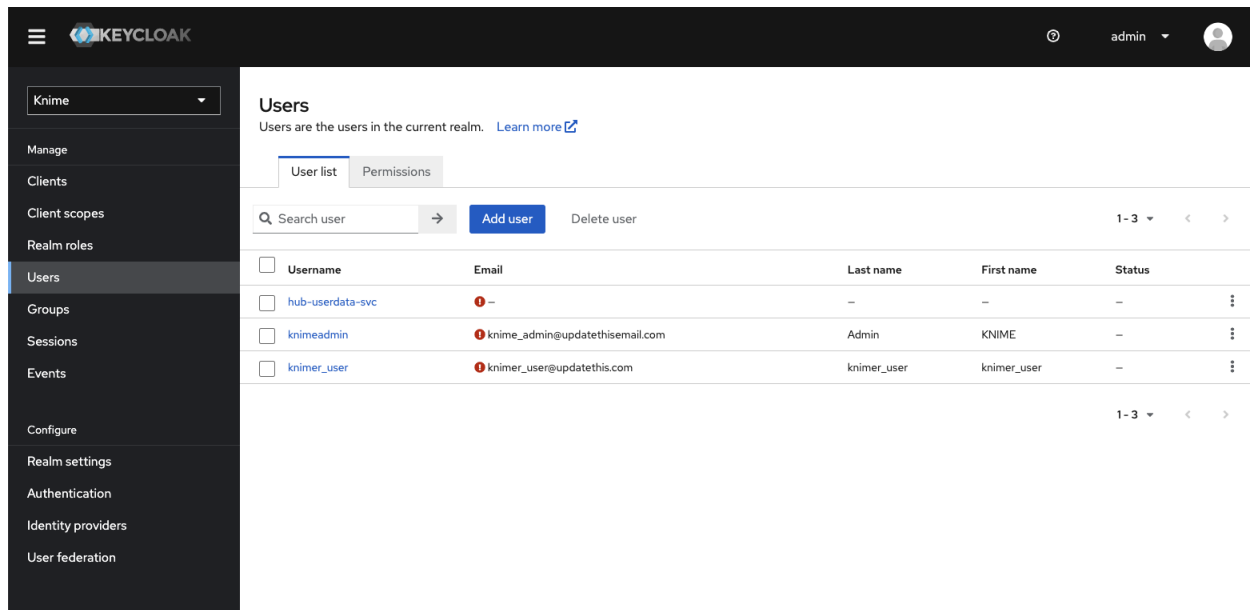 KEYCLOAK
admin
Knime
Manage
Clients
Client scopes
Realm roles
Users
Groups
Sessions
Events
Configure
Realm settings
Authentication
Identity providers
User federation
Users
Users are the users in the current realm. Learn more
User list Permissions
Search user Add user Delete user 1 - 3
Username Email Last name First name Status
hub-userdata-svc – – – –
knimeadmin knime_admin@updatethisemail.com Admin KNIME –
knimer_user knimer_user@updatethis.com knimer_user knimer_user –
1 - 3